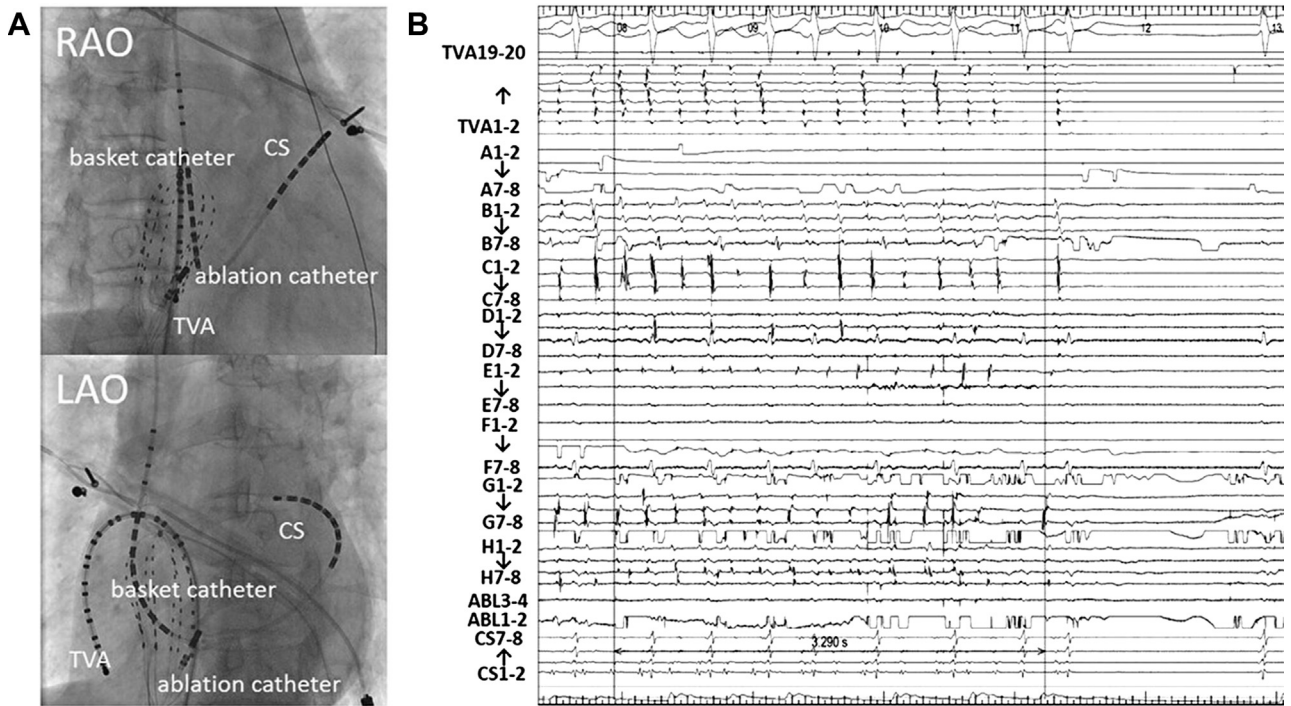 A
RAO
basket catheter
CS
ablation catheter
TVA
LAO
CS
basket catheter
TVA
ablation catheter
B
08 09 10 11 12 13
TVA19-20
↑
TVA1-2
A1-2
↓
A7-8
B1-2
↓
B7-8
C1-2
↓
C7-8
D1-2
↓
D7-8
E1-2
↓
E7-8
F1-2
↓
F7-8
G1-2
↓
G7-8
H1-2
↓
H7-8
ABL3-4
ABL1-2
CS7-8
↑
CS1-2
3.290 s